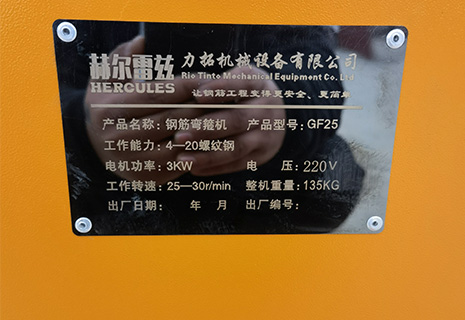 赫尔雷兹 力拓机械设备有限公司
HERCULES Rio Tinto Mechanical Equipment Co. Ltd
让钢筋工程变得更安全、更简单
产品名称: 钢筋弯箍机 产品型号: GF25
工作能力: 4—20螺纹钢
电机功率: 3KW 电 压: 220V
工作转速: 25—30r/min 整机重量: 135KG
出厂日期: 年 月 出厂编号: